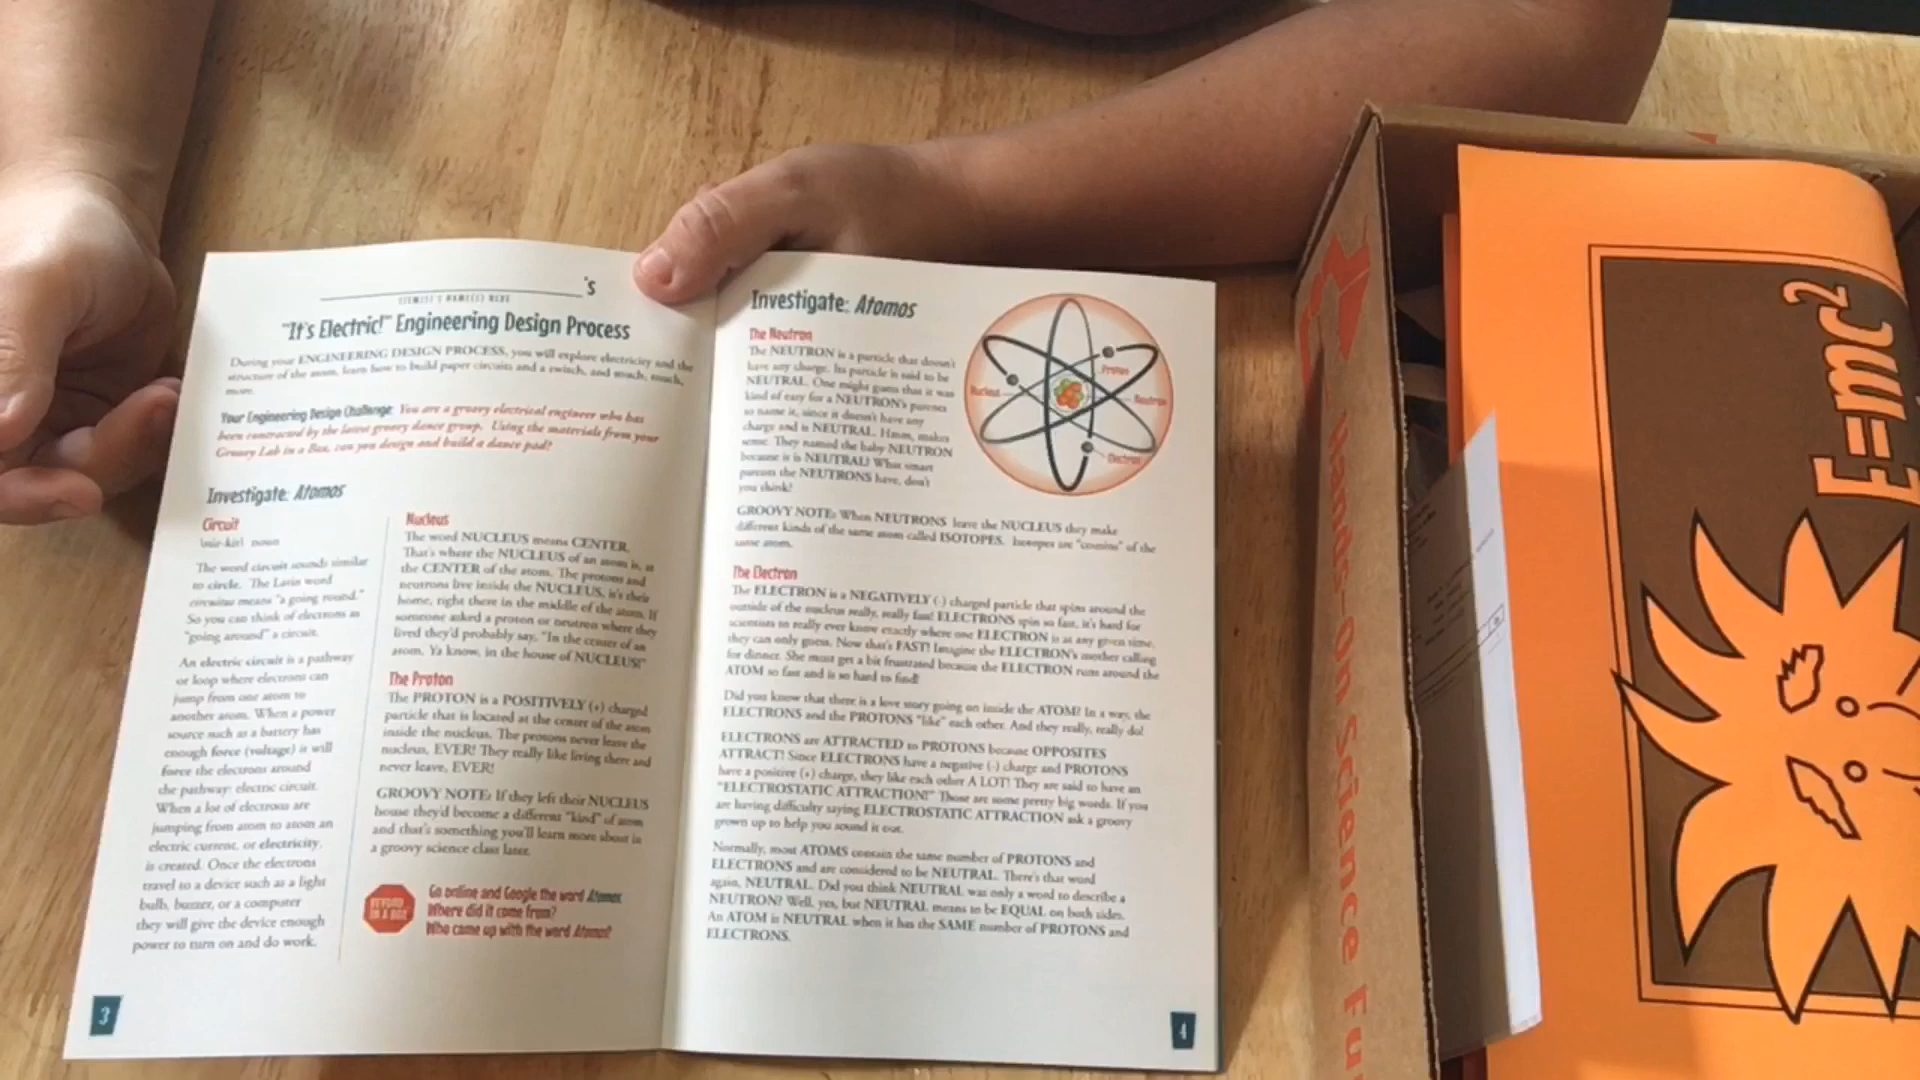 's
STEMIST'S NAME(S) HERE
"It's Electric!" Engineering Design Process
During your ENGINEERING DESIGN PROCESS, you will explore electricity and the
structure of the atom, learn how to build paper circuits and a switch, and much, much,
more.
Your Engineering Design Challenge: You are a groovy electrical engineer who has
been contracted by the latest groovy dance group. Using the materials from your
Groovy Lab in a Box, can you design and build a dance pad?
Investigate: Atomos
Circuit
\sur-kit\ noun
The word circuit sounds similar
to circle. The Latin word
circuitus means "a going round."
So you can think of electrons as
"going around" a circuit.
An electric circuit is a pathway
or loop where electrons can
jump from one atom to
another atom. When a power
source such as a battery has
enough force (voltage) it will
force the electrons around
the pathway: electric circuit.
When a lot of electrons are
jumping from atom to atom an
electric current, or electricity,
is created. Once the electrons
travel to a device such as a light
bulb, buzzer, or a computer
they will give the device enough
power to turn on and do work.
Nucleus
The word NUCLEUS means CENTER.
That's where the NUCLEUS of an atom is, at
the CENTER of the atom. The protons and
neutrons live inside the NUCLEUS, it's their
home, right there in the middle of the atom. If
someone asked a proton or neutron where they
lived they'd probably say, "In the center of an
atom. Ya know, in the house of NUCLEUS!"
The Proton
The PROTON is a POSITIVELY (+) charged
particle that is located at the center of the atom
inside the nucleus. The protons never leave the
nucleus, EVER! They really like living there and
never leave, EVER!
GROOVY NOTE: If they left their NUCLEUS
house they'd become a different "kind" of atom
and that's something you'll learn more about in
a groovy science class later.
BEYOND
IN A BOX
Go online and Google the word Atomos.
Where did it come from?
Who came up with the word Atomos?
3
Investigate: Atomos
The Neutron
The NEUTRON is a particle that doesn't
have any charge. Its particle is said to be
NEUTRAL. One might guess that it was
kind of easy for a NEUTRON's parents
to name it, since it doesn't have any
charge and is NEUTRAL. Hmm, makes
sense. They named the baby NEUTRON
because it is NEUTRAL! What smart
parents the NEUTRONS have, don't
you think?
Proton
Nucleus
Neutron
Electron
GROOVY NOTE: When NEUTRONS leave the NUCLEUS they make
different kinds of the same atom called ISOTOPES. Isotopes are "cousins" of the
same atom.
The Electron
The ELECTRON is a NEGATIVELY (-) charged particle that spins around the
outside of the nucleus really, really fast! ELECTRONS spin so fast, it's hard for
scientists to really ever know exactly where one ELECTRON is at any given time,
they can only guess. Now that's FAST! Imagine the ELECTRON's mother calling
for dinner. She must get a bit frustrated because the ELECTRON runs around the
ATOM so fast and is so hard to find!
Did you know that there is a love story going on inside the ATOM? In a way, the
ELECTRONS and the PROTONS "like" each other. And they really, really do!
ELECTRONS are ATTRACTED to PROTONS because OPPOSITES
ATTRACT! Since ELECTRONS have a negative (-) charge and PROTONS
have a positive (+) charge, they like each other A LOT! They are said to have an
"ELECTROSTATIC ATTRACTION!" Those are some pretty big words. If you
are having difficulty saying ELECTROSTATIC ATTRACTION ask a groovy
grown up to help you sound it out.
Normally, most ATOMS contain the same number of PROTONS and
ELECTRONS and are considered to be NEUTRAL. There's that word
again, NEUTRAL. Did you think NEUTRAL was only a word to describe a
NEUTRON? Well, yes, but NEUTRAL means to be EQUAL on both sides.
An ATOM is NEUTRAL when it has the SAME number of PROTONS and
ELECTRONS.
4
Hands-on Science Fu
E=mc2